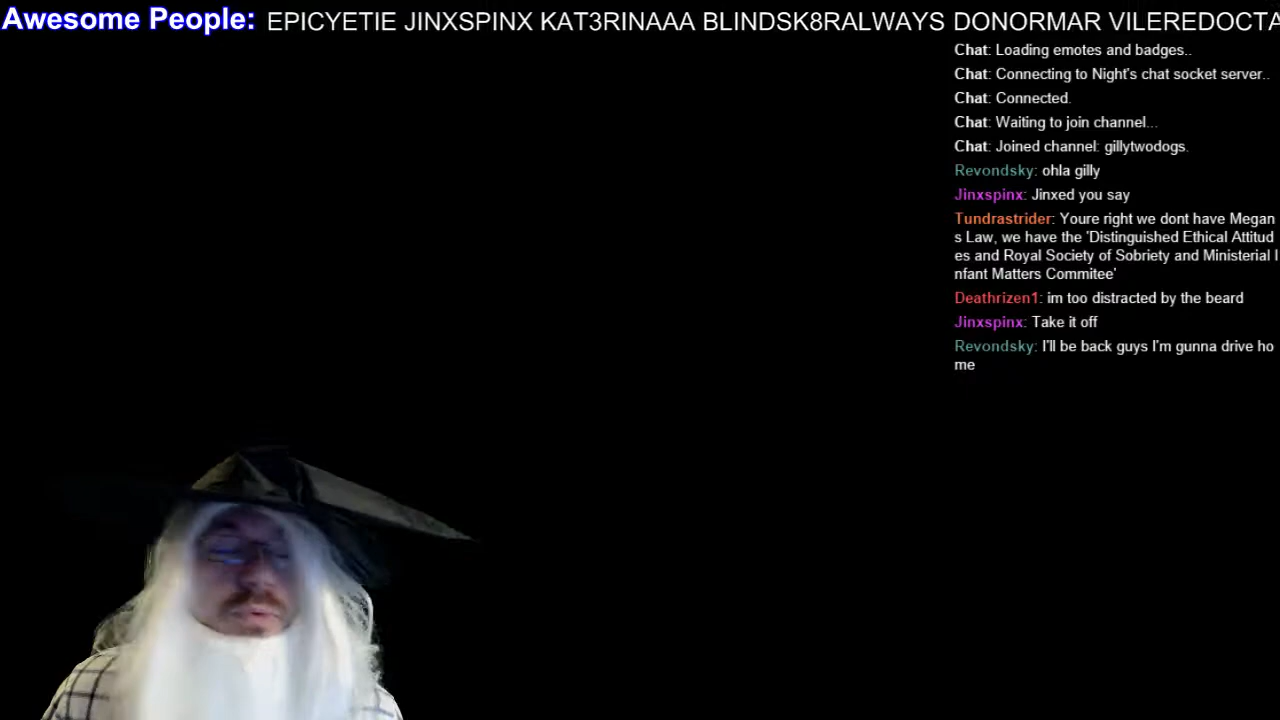 Awesome People: EPICYETIE JINXSPINX KAT3RINAAA BLINDSK8RALWAYS DONORMAR VILEREDOCTA
Chat: Loading emotes and badges..
Chat: Connecting to Night's chat socket server..
Chat: Connected.
Chat: Waiting to join channel...
Chat: Joined channel: gillytwodogs.
Revondsky: ohla gilly
Jinxspinx: Jinxed you say
Tundrastrider: Youre right we dont have Megan
s Law, we have the 'Distinguished Ethical Attitud
es and Royal Society of Sobriety and Ministerial I
nfant Matters Commitee'
Deathrizen1: im too distracted by the beard
Jinxspinx: Take it off
Revondsky: I'll be back guys I'm gunna drive ho
me